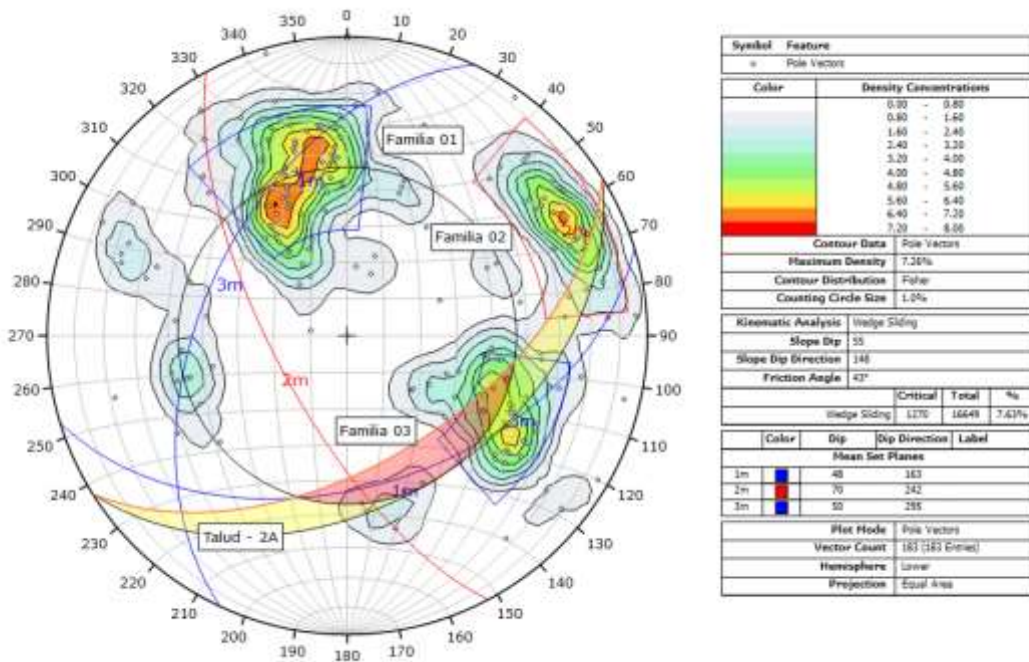 0
10
20
30
40
50
60
70
80
90
100
110
120
130
140
150
160
170
180
190
200
210
220
230
240
250
260
270
280
290
300
310
320
330
340
350
Familia 01
Familia 02
Familia 03
Talud - 2A
1m
2m
3m
1m
3m
Symbol Feature
Pole Vectors
Color Density Concentrations
0.00 - 0.80
0.80 - 1.60
1.60 - 2.40
2.40 - 3.20
3.20 - 4.00
4.00 - 4.80
4.80 - 5.60
5.60 - 6.40
6.40 - 7.20
7.20 - 8.00
Contour Data Pole Vectors
Maximum Density
Contour Distribution Fisher
Counting Circle Size 1.0%
Kinematic Analysis Wedge Sliding
Slope Dip 55
Slope Dip Direction 148
Friction Angle 43°
Critical Total %
Wedge Sliding 1270 16649 7.63%
Color Dip Dip Direction Label
Mean Set Planes
1m 48 163
2m 70 242
3m 50 295
Plot Mode Pole Vectors
Vector Count 183 (183 Entries)
Hemisphere Lower
Projection Equal Area